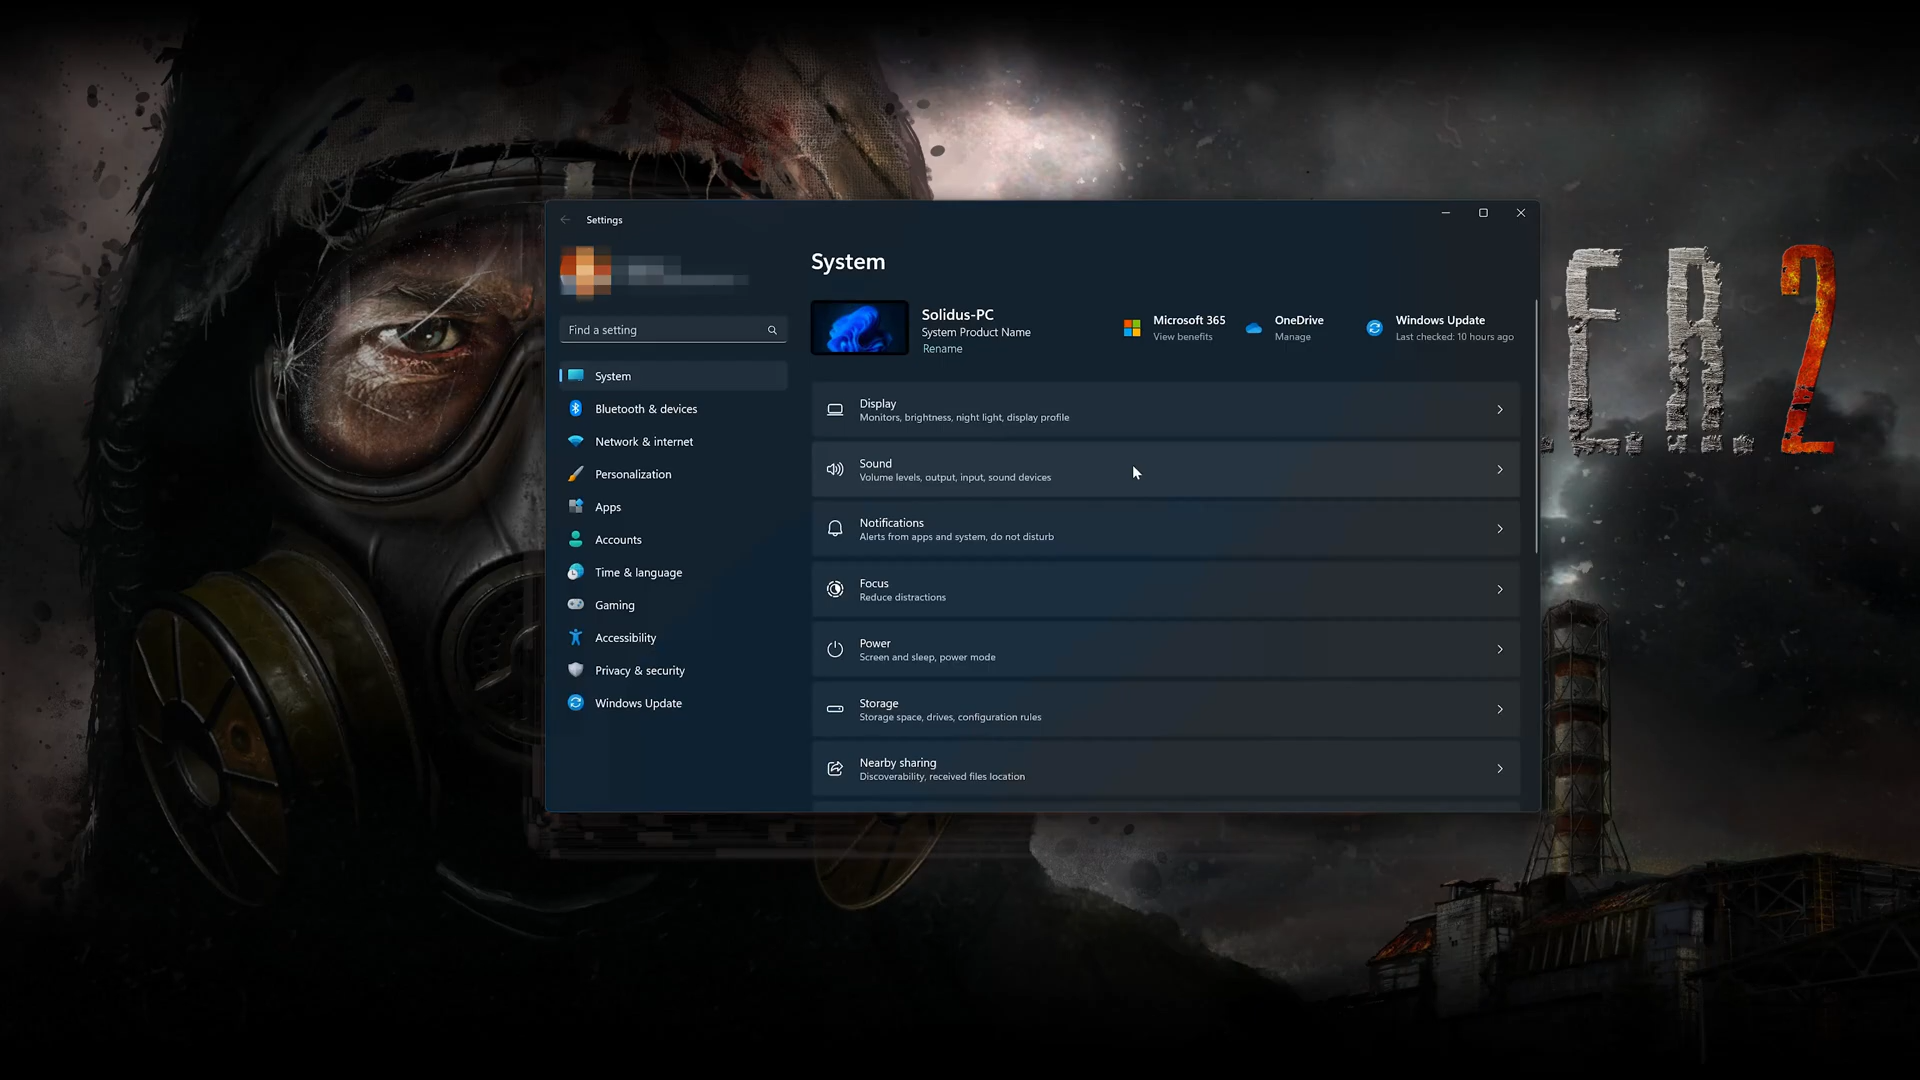 Settings
Find a setting
System
Bluetooth & devices
Network & internet
Personalization
Apps
Accounts
Time & language
Gaming
Accessibility
Privacy & security
Windows Update
System
Solidus-PC
System Product Name
Rename
Microsoft 365
View benefits
OneDrive
Manage
Windows Update
Last checked: 10 hours ago
Display
Monitors, brightness, night light, display profile
Sound
Volume levels, output, input, sound devices
Notifications
Alerts from apps and system, do not disturb
Focus
Reduce distractions
Power
Screen and sleep, power mode
Storage
Storage space, drives, configuration rules
Nearby sharing
Discoverability, received files location
.E.R. 2